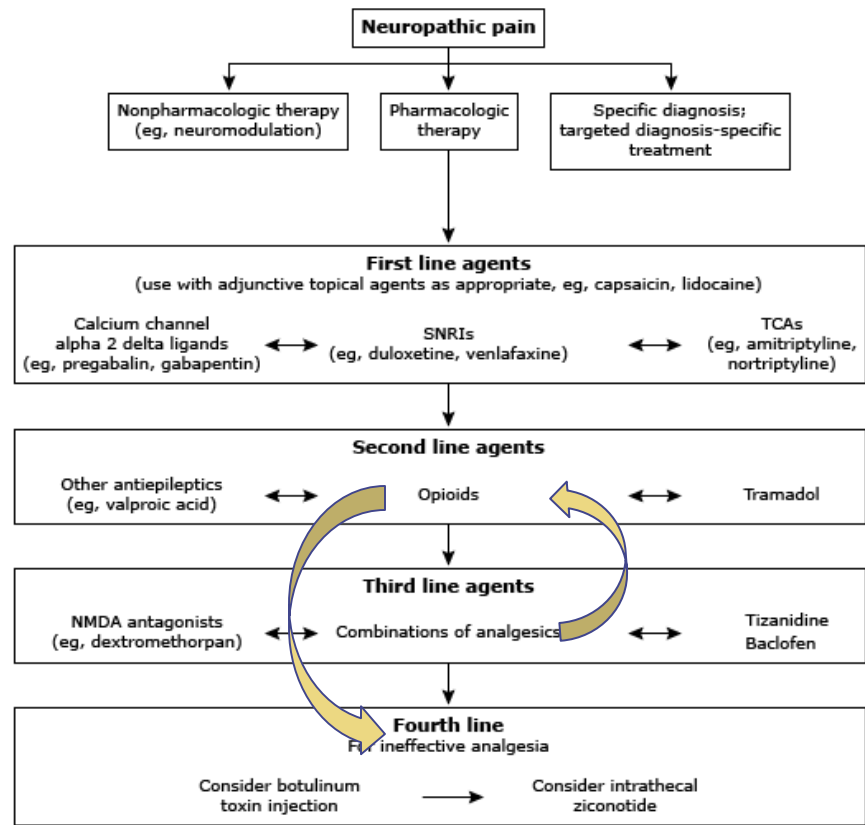 Neuropathic pain
Nonpharmacologic therapy
(eg, neuromodulation)
Pharmacologic
therapy
Specific diagnosis;
targeted diagnosis-specific
treatment
First line agents
(use with adjunctive topical agents as appropriate, eg, capsaicin, lidocaine)
Calcium channel
alpha 2 delta ligands
(eg, pregabalin, gabapentin)
SNRIs
(eg, duloxetine, venlafaxine)
TCAs
(eg, amitriptyline,
nortriptyline)
Second line agents
Other antiepileptics
(eg, valproic acid)
Opioids
Tramadol
Third line agents
NMDA antagonists
(eg, dextromethorpan)
Combinations of analgesics
Tizanidine
Baclofen
Fourth line
For ineffective analgesia
Consider botulinum
toxin injection
Consider intrathecal
ziconotide